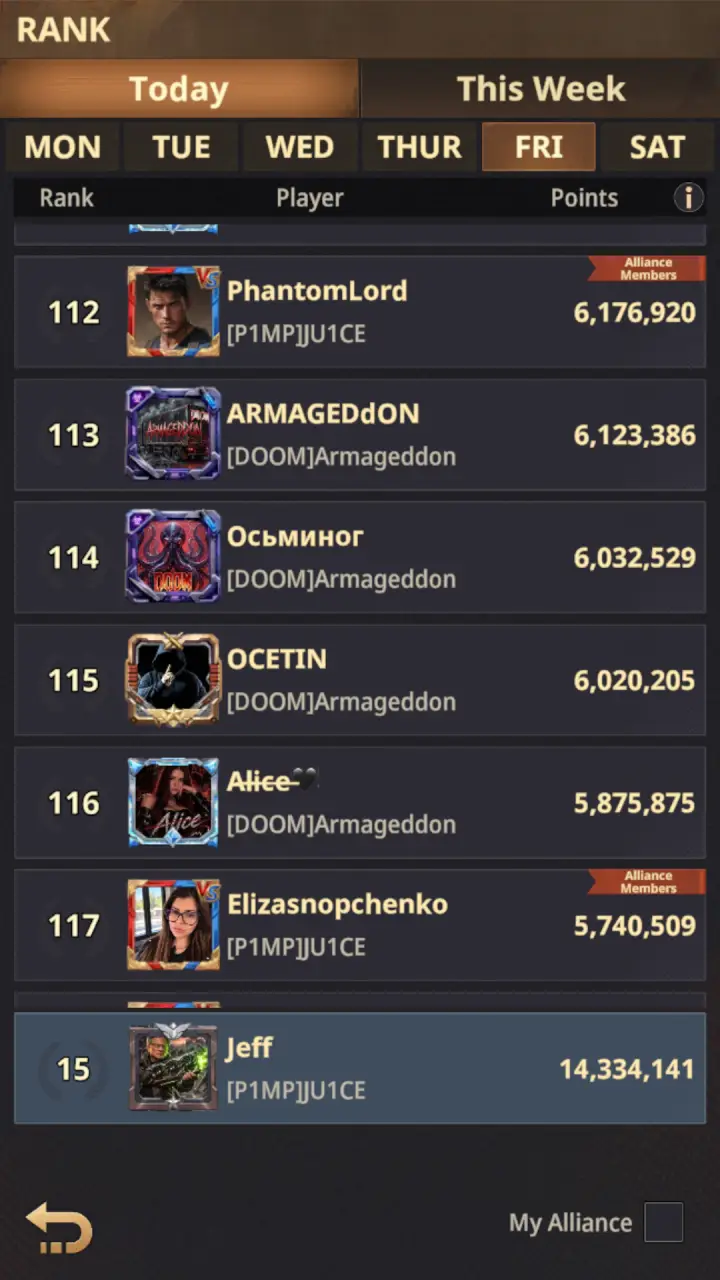 RANK
Today This Week
MON TUE WED THUR FRI SAT
Rank Player Points i
Alliance
Members
112 PhantomLord 6,176,920
[P1MP]JU1CE
113 ARMAGEDdON 6,123,386
ARMAGEDDON
[DOOM]Armageddon
114 Осьминог 6,032,529
DOOM
[DOOM]Armageddon
115 OCETIN 6,020,205
[DOOM]Armageddon
116 Alice🖤 5,875,875
Alice
[DOOM]Armageddon
Alliance
Members
117 Elizasnopchenko 5,740,509
[P1MP]JU1CE
15 Jeff 14,334,141
[P1MP]JU1CE
My Alliance